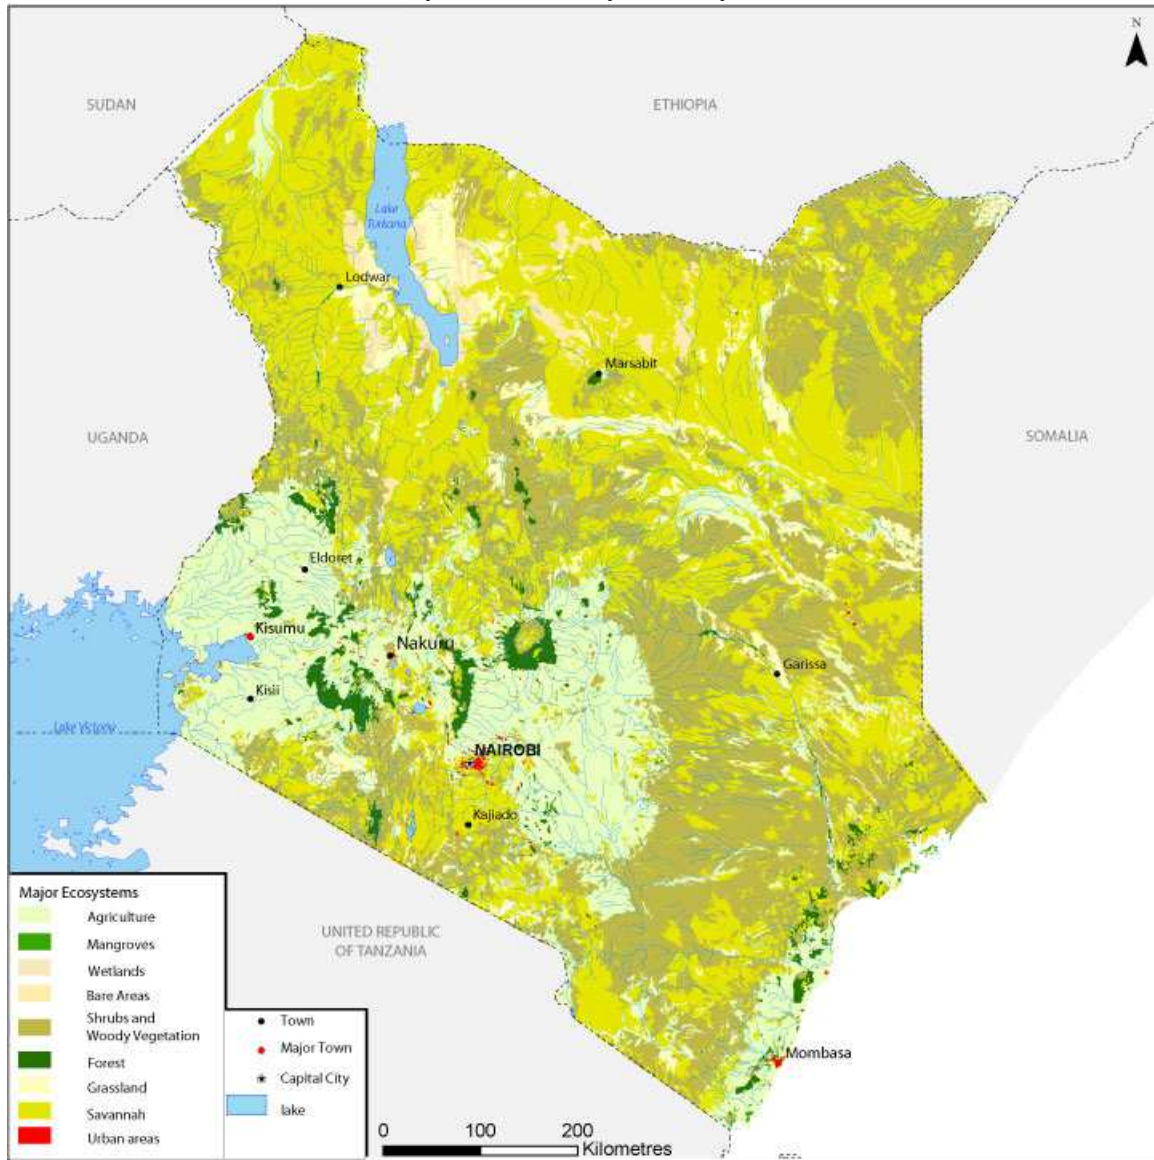 N
SUDAN
ETHIOPIA
Lake
Turkana
Lodwar
Marsabit
UGANDA
SOMALIA
Eldoret
Kisumu
Nakuru
Garissa
Kisii
Lake Victoria
NAIROBI
Kajiado
UNITED REPUBLIC
OF TANZANIA
Mombasa
Major Ecosystems
Agriculture
Mangroves
Wetlands
Bare Areas
Shrubs and
Woody Vegetation
Forest
Grassland
Savannah
Urban areas
Town
Major Town
Capital City
lake
0 100 200
Kilometres